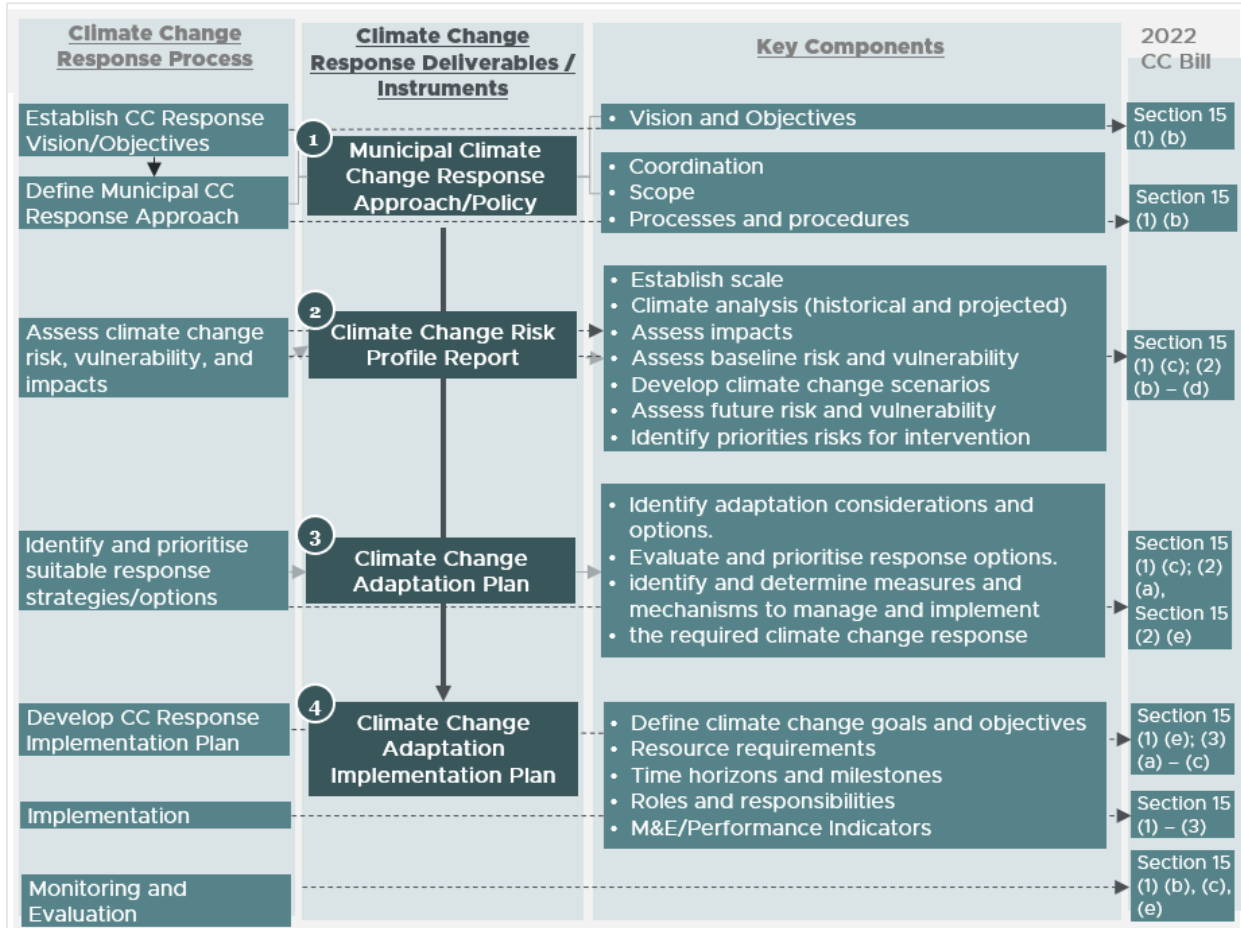 Climate Change
Response Process
Climate Change
Response Deliverables /
Instruments
Key Components
2022
CC Bill
Establish CC Response
Vision/Objectives
Define Municipal CC
Response Approach
1
Municipal Climate
Change Response
Approach/Policy
• Vision and Objectives
• Coordination
• Scope
• Processes and procedures
Section 15
(1) (b)
Section 15
(1) (b)
Assess climate change
risk, vulnerability, and
impacts
2
Climate Change Risk
Profile Report
• Establish scale
• Climate analysis (historical and projected)
• Assess impacts
• Assess baseline risk and vulnerability
• Develop climate change scenarios
• Assess future risk and vulnerability
• Identify priorities risks for intervention
Section 15
(1) (c); (2)
(b) – (d)
Identify and prioritise
suitable response
strategies/options
3
Climate Change
Adaptation Plan
• Identify adaptation considerations and
options.
• Evaluate and prioritise response options.
• identify and determine measures and
mechanisms to manage and implement
• the required climate change response
Section 15
(1) (c); (2)
(a),
Section 15
(2) (e)
Develop CC Response
Implementation Plan
4
Climate Change
Adaptation
Implementation Plan
• Define climate change goals and objectives
• Resource requirements
• Time horizons and milestones
• Roles and responsibilities
• M&E/Performance Indicators
Section 15
(1) (e); (3)
(a) – (c)
Implementation
Section 15
(1) – (3)
Monitoring and
Evaluation
Section 15
(1) (b), (c),
(e)